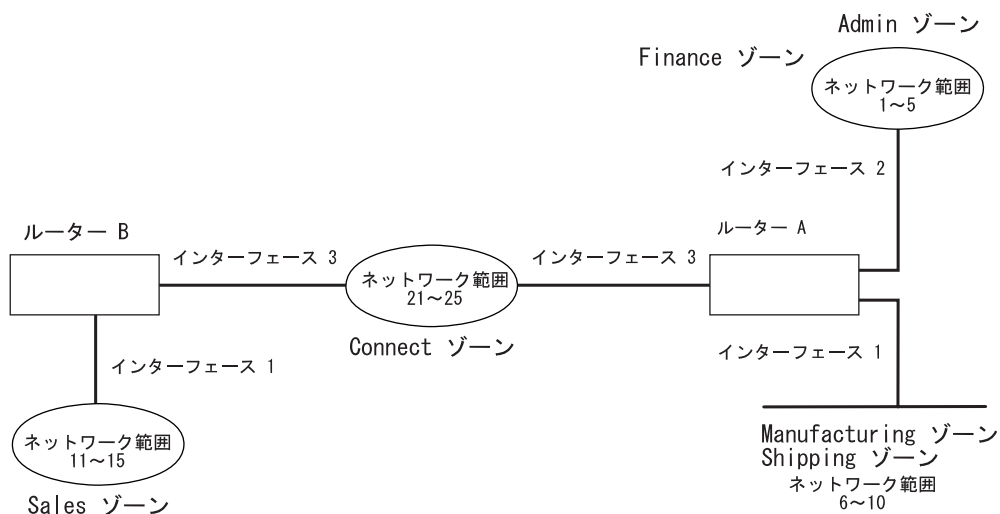 Admin ゾーン
Finance ゾーン
ネットワーク範囲
1～5
インターフェース 2
ルーター B
ルーター A
インターフェース 3
インターフェース 3
ネットワーク範囲
21～25
Connect ゾーン
インターフェース 1
インターフェース 1
ネットワーク範囲
11～15
Sales ゾーン
Manufacturing ゾーン
Shipping ゾーン
ネットワーク範囲
6～10